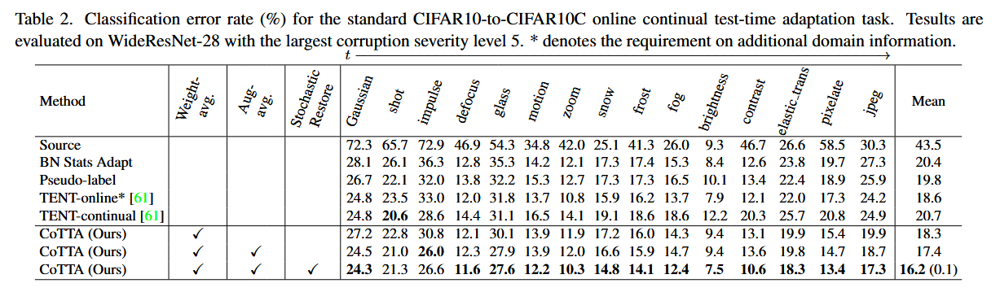 Table 2. Classification error rate (%) for the standard CIFAR10-to-CIFAR10C online continual test-time adaptation task. Tesults are
evaluated on WideResNet-28 with the largest corruption severity level 5. * denotes the requirement on additional domain information.
t
Method Weight-avg. Aug-avg. Stochastic Restore Gaussian shot impulse defocus glass motion zoom snow frost fog brightness contrast elastic_trans pixelate jpeg Mean
Source 72.3 65.7 72.9 46.9 54.3 34.8 42.0 25.1 41.3 26.0 9.3 46.7 26.6 58.5 30.3 43.5
BN Stats Adapt 28.1 26.1 36.3 12.8 35.3 14.2 12.1 17.3 17.4 15.3 8.4 12.6 23.8 19.7 27.3 20.4
Pseudo-label 26.7 22.1 32.0 13.8 32.2 15.3 12.7 17.3 17.3 16.5 10.1 13.4 22.4 18.9 25.9 19.8
TENT-online* [61] 24.8 23.5 33.0 12.0 31.8 13.7 10.8 15.9 16.2 13.7 7.9 12.1 22.0 17.3 24.2 18.6
TENT-continual [61] 24.8 20.6 28.6 14.4 31.1 16.5 14.1 19.1 18.6 18.6 12.2 20.3 25.7 20.8 24.9 20.7
CoTTA (Ours) ✓ 27.2 22.8 30.8 12.1 30.1 13.9 11.9 17.2 16.0 14.3 9.4 13.1 19.9 15.4 19.9 18.3
CoTTA (Ours) ✓ ✓ 24.5 21.0 26.0 12.3 27.9 13.9 12.0 16.6 15.9 14.7 9.4 13.6 19.8 14.7 18.7 17.4
CoTTA (Ours) ✓ ✓ ✓ 24.3 21.3 26.6 11.6 27.6 12.2 10.3 14.8 14.1 12.4 7.5 10.6 18.3 13.4 17.3 16.2 (0.1)